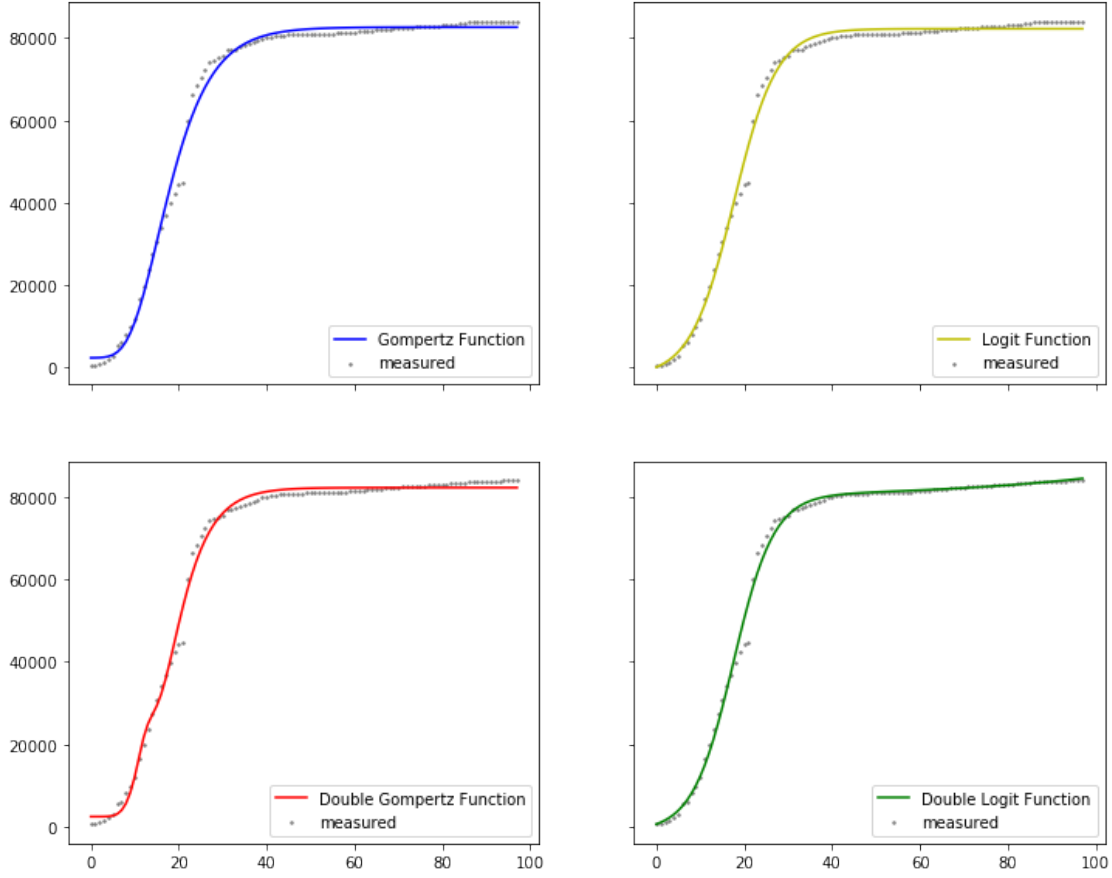 80000
60000
40000
20000
0
Gompertz Function
measured
Logit Function
measured
80000
60000
40000
20000
0
Double Gompertz Function
measured
Double Logit Function
measured
0 20 40 60 80 100
0 20 40 60 80 100